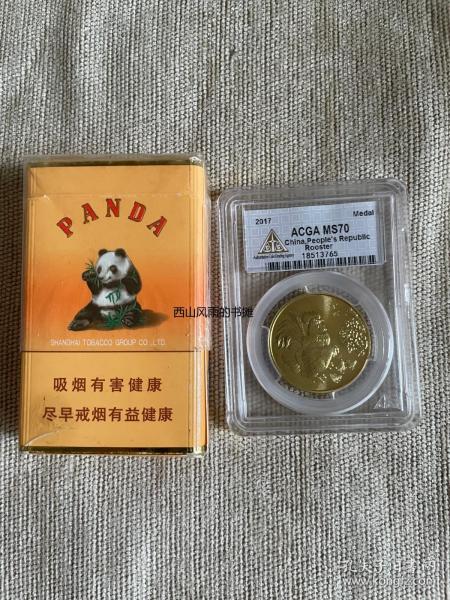 PANDA
SHANGHAI TOBACCO GROUP CO., LTD.
吸烟有害健康
尽早戒烟有益健康
西山风雨的书摊
2017 Medal
ACGA MS70
China,People's Republic
Rooster
18513765